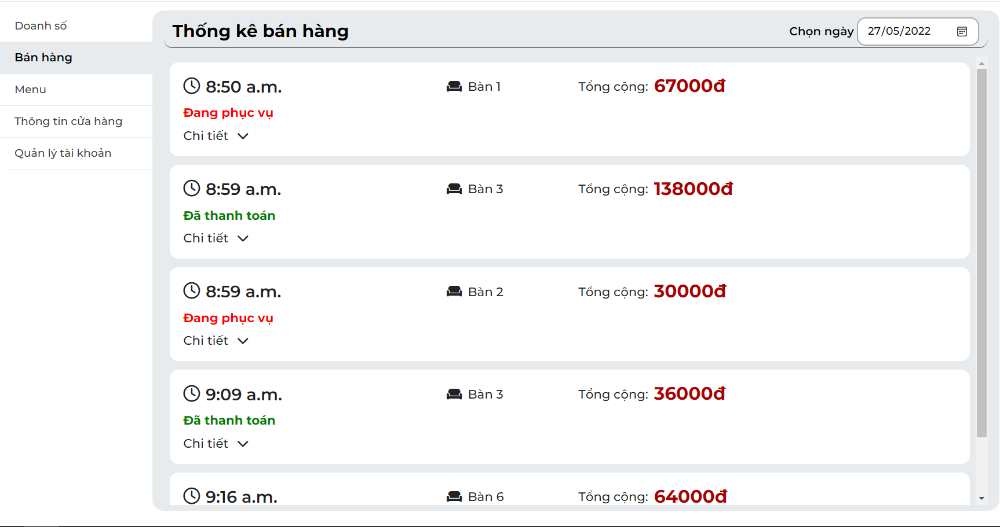 Doanh số
Bán hàng
Menu
Thông tin cửa hàng
Quản lý tài khoản
Thống kê bán hàng
Chọn ngày 27/05/2022
8:50 a.m. Bàn 1 Tổng cộng: 67000đ
Đang phục vụ
Chi tiết
8:59 a.m. Bàn 3 Tổng cộng: 138000đ
Đã thanh toán
Chi tiết
8:59 a.m. Bàn 2 Tổng cộng: 30000đ
Đang phục vụ
Chi tiết
9:09 a.m. Bàn 3 Tổng cộng: 36000đ
Đã thanh toán
Chi tiết
9:16 a.m. Bàn 6 Tổng cộng: 64000đ